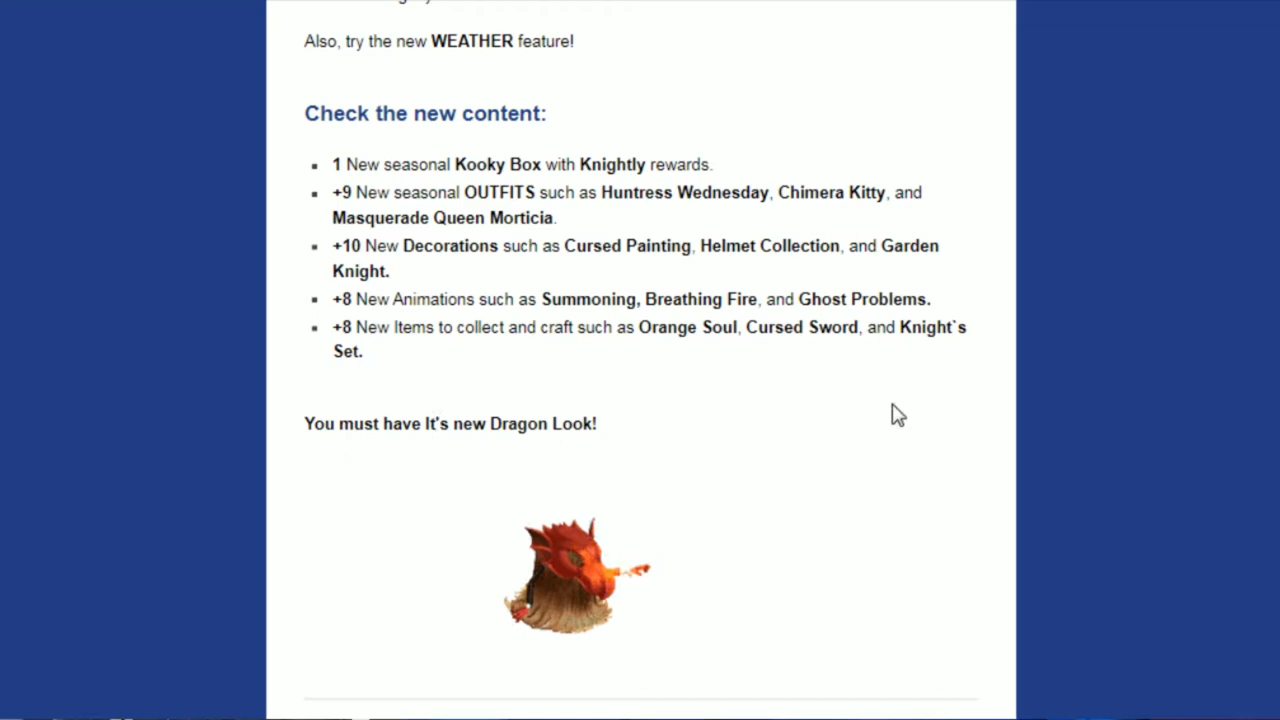 Also, try the new WEATHER feature!
Check the new content:
1 New seasonal Kooky Box with Knightly rewards.
+9 New seasonal OUTFITS such as Huntress Wednesday, Chimera Kitty, and
Masquerade Queen Morticia.
+10 New Decorations such as Cursed Painting, Helmet Collection, and Garden
Knight.
+8 New Animations such as Summoning, Breathing Fire, and Ghost Problems.
+8 New Items to collect and craft such as Orange Soul, Cursed Sword, and Knight`s
Set.
You must have It's new Dragon Look!